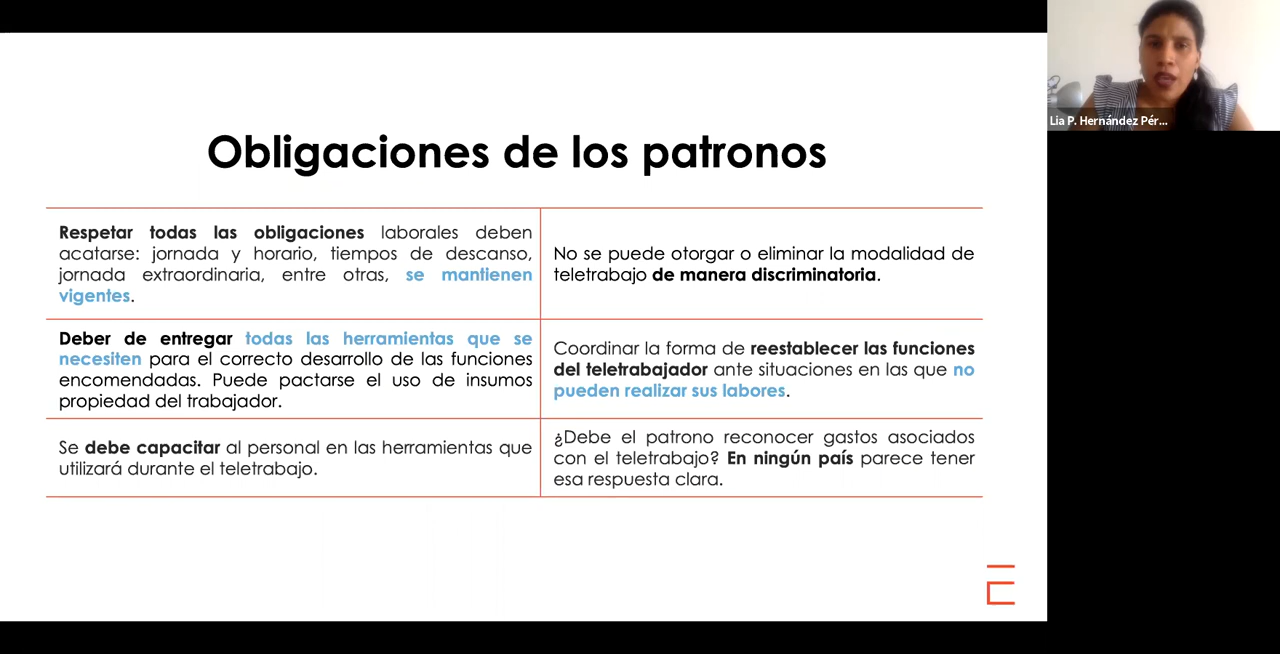 Obligaciones de los patronos
Respetar todas las obligaciones laborales deben
acatarse: jornada y horario, tiempos de descanso,
jornada extraordinaria, entre otras, se mantienen
vigentes.
No se puede otorgar o eliminar la modalidad de
teletrabajo de manera discriminatoria.
Deber de entregar todas las herramientas que se
necesiten para el correcto desarrollo de las funciones
encomendadas. Puede pactarse el uso de insumos
propiedad del trabajador.
Coordinar la forma de reestablecer las funciones
del teletrabajador ante situaciones en las que no
pueden realizar sus labores.
Se debe capacitar al personal en las herramientas que
utilizará durante el teletrabajo.
¿Debe el patrono reconocer gastos asociados
con el teletrabajo? En ningún país parece tener
esa respuesta clara.
Lia P. Hernández Pér...